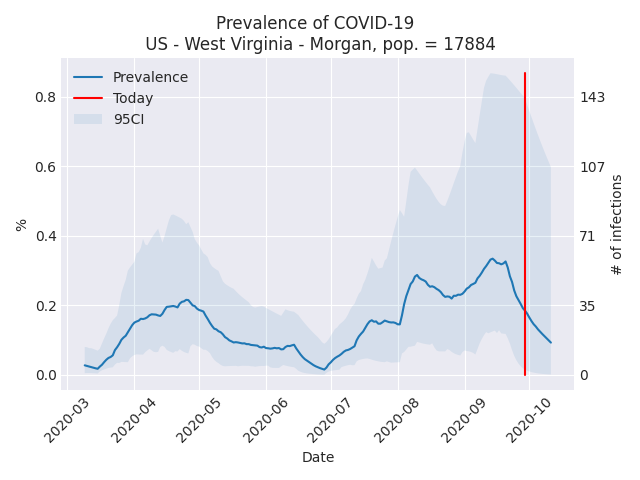 Prevalence of COVID-19
US - West Virginia - Morgan, pop. = 17884
Prevalence
Today
95CI
0.8
0.6
0.4
0.2
0.0
%
143
107
71
35
0
# of infections
2020-03
2020-04
2020-05
2020-06
2020-07
2020-08
2020-09
2020-10
Date